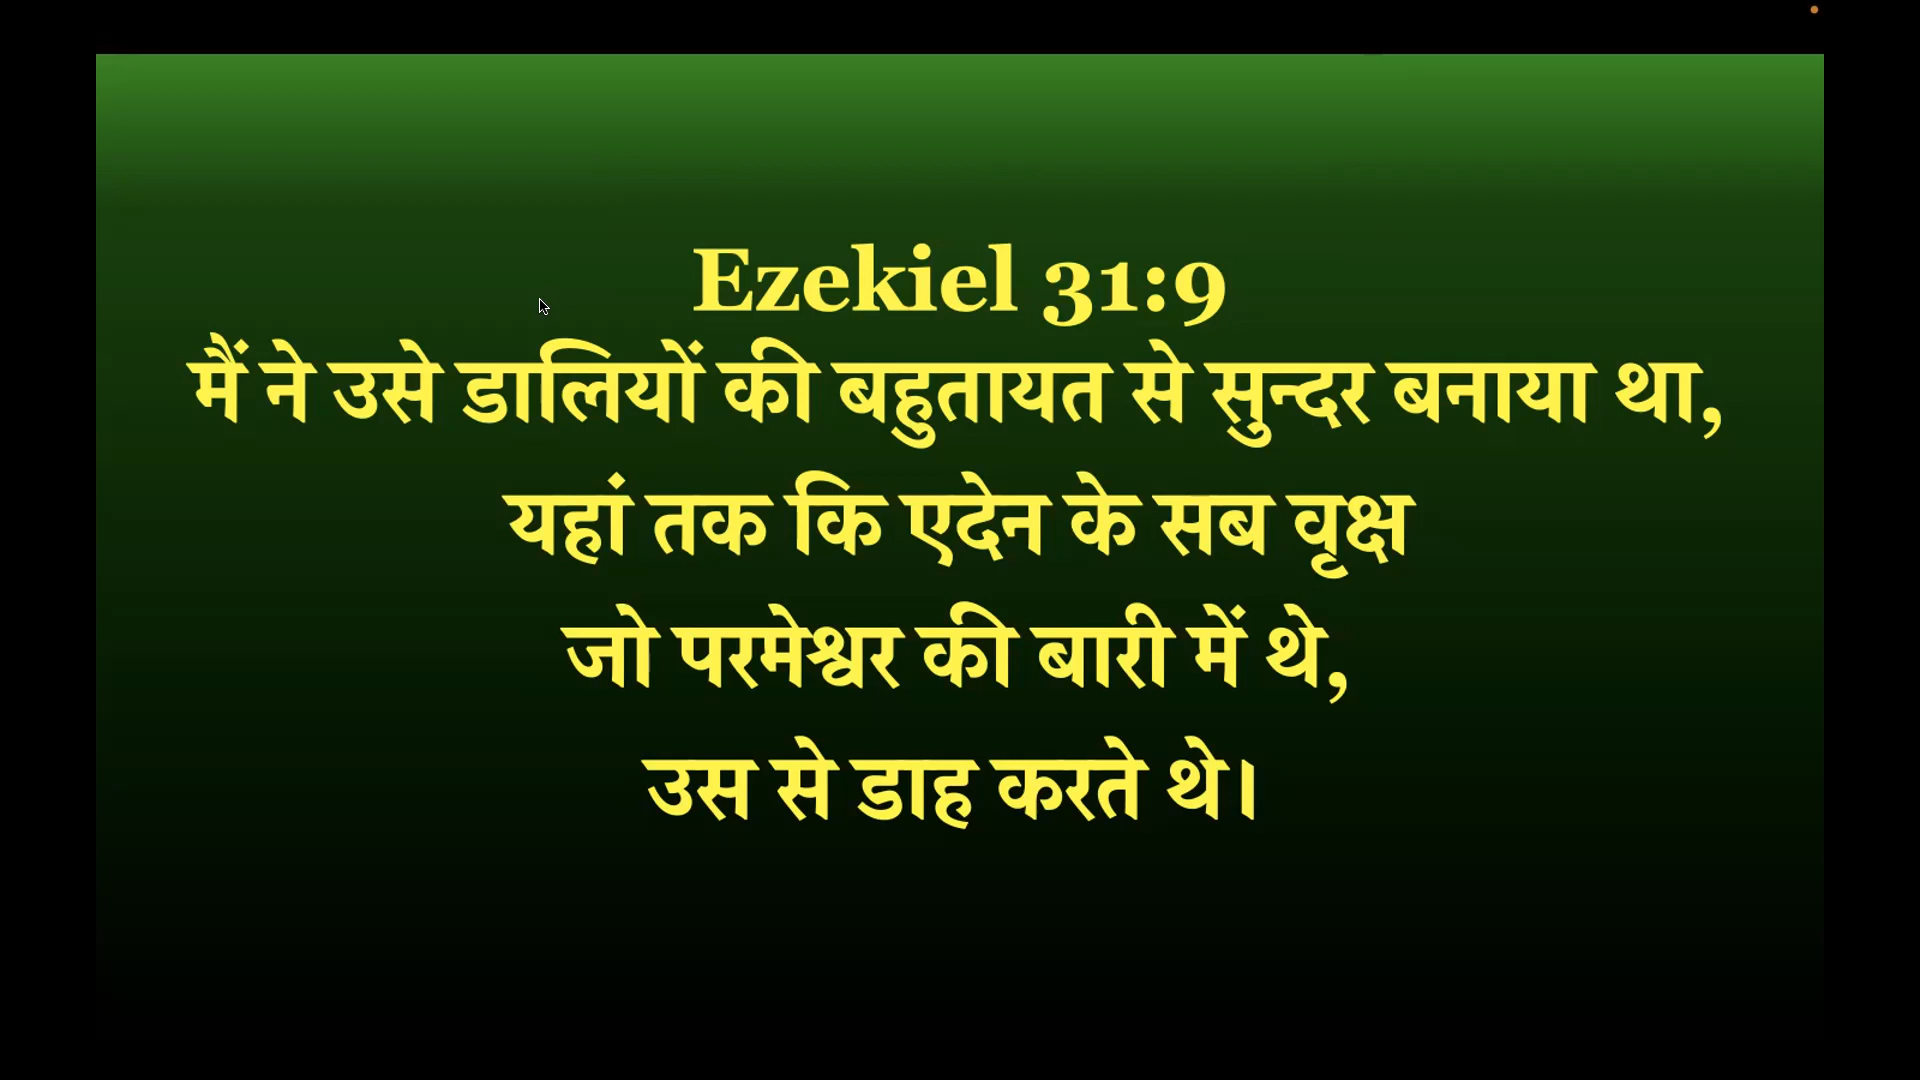 Ezekiel 31:9
मैं ने उसे डालियों की बहुतायत से सुन्दर बनाया था,
यहां तक कि एदेन के सब वृक्ष
जो परमेश्वर की बारी में थे,
उस से डाह करते थे।